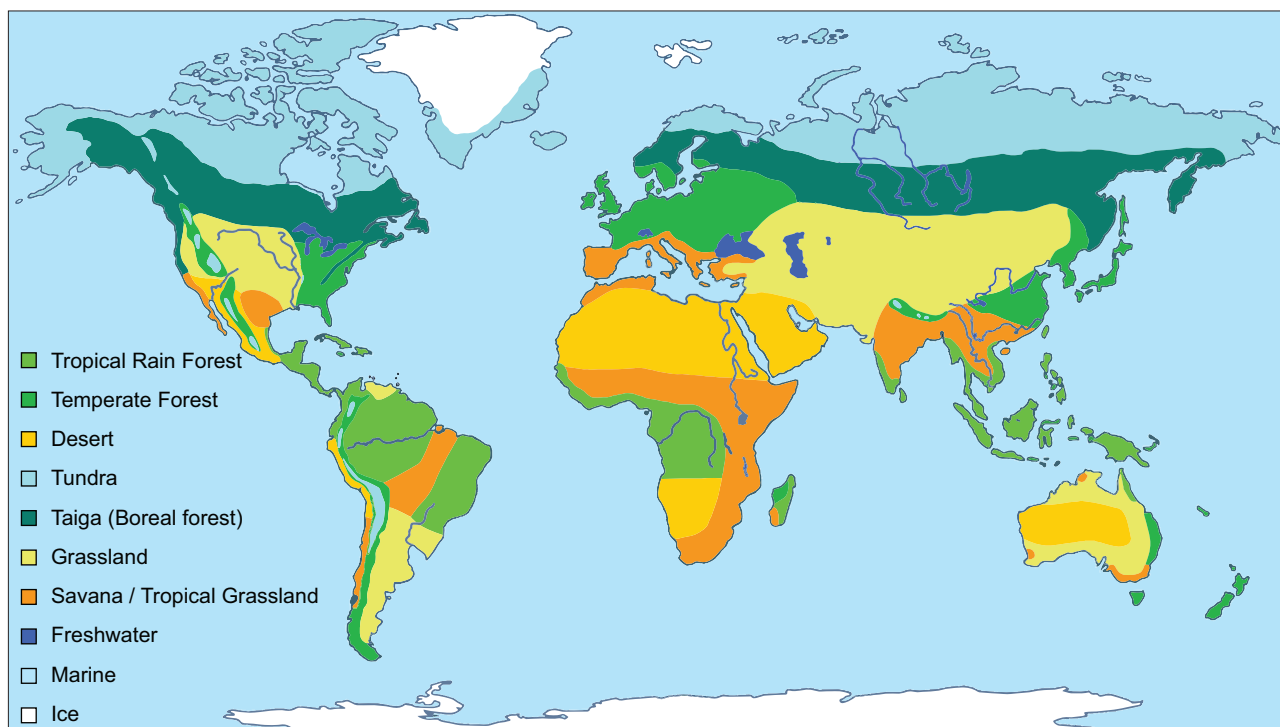 Tropical Rain Forest
Temperate Forest
Desert
Tundra
Taiga (Boreal forest)
Grassland
Savana / Tropical Grassland
Freshwater
Marine
Ice